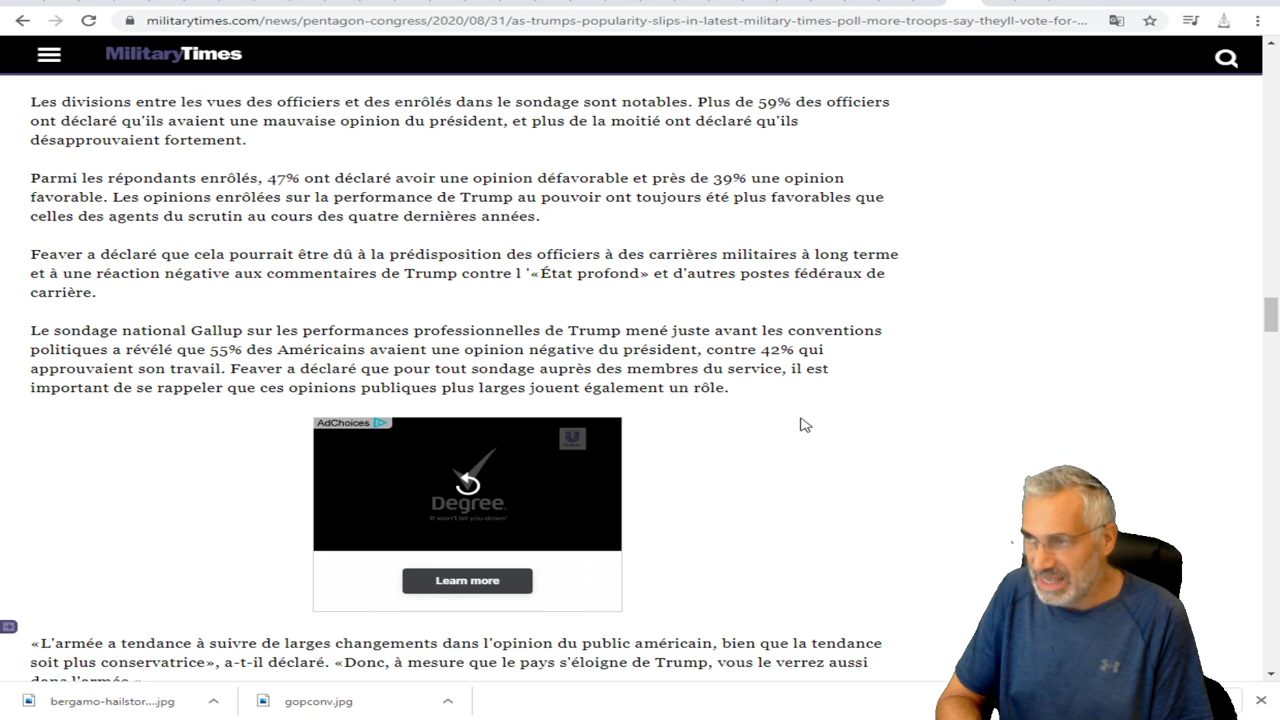 militarytimes.com/news/pentagon-congress/2020/08/31/as-trumps-popularity-slips-in-latest-military-times-poll-more-troops-say-theyll-vote-for-...
MilitaryTimes
Les divisions entre les vues des officiers et des enrôlés dans le sondage sont notables. Plus de 59% des officiers
ont déclaré qu'ils avaient une mauvaise opinion du président, et plus de la moitié ont déclaré qu'ils
désapprouvaient fortement.
Parmi les répondants enrôlés, 47% ont déclaré avoir une opinion défavorable et près de 39% une opinion
favorable. Les opinions enrôlées sur la performance de Trump au pouvoir ont toujours été plus favorables que
celles des agents du scrutin au cours des quatre dernières années.
Feaver a déclaré que cela pourrait être dû à la prédisposition des officiers à des carrières militaires à long terme
et à une réaction négative aux commentaires de Trump contre l '«État profond» et d'autres postes fédéraux de
carrière.
Le sondage national Gallup sur les performances professionnelles de Trump mené juste avant les conventions
politiques a révélé que 55% des Américains avaient une opinion négative du président, contre 42% qui
approuvaient son travail. Feaver a déclaré que pour tout sondage auprès des membres du service, il est
important de se rappeler que ces opinions publiques plus larges jouent également un rôle.
AdChoices
Degree.
It won't let you down
Learn more
«L'armée a tendance à suivre de larges changements dans l'opinion du public américain, bien que la tendance
soit plus conservatrice», a-t-il déclaré. «Donc, à mesure que le pays s'éloigne de Trump, vous le verrez aussi
dans l'armée.»
bergamo-hailstor....jpg
gopconv.jpg